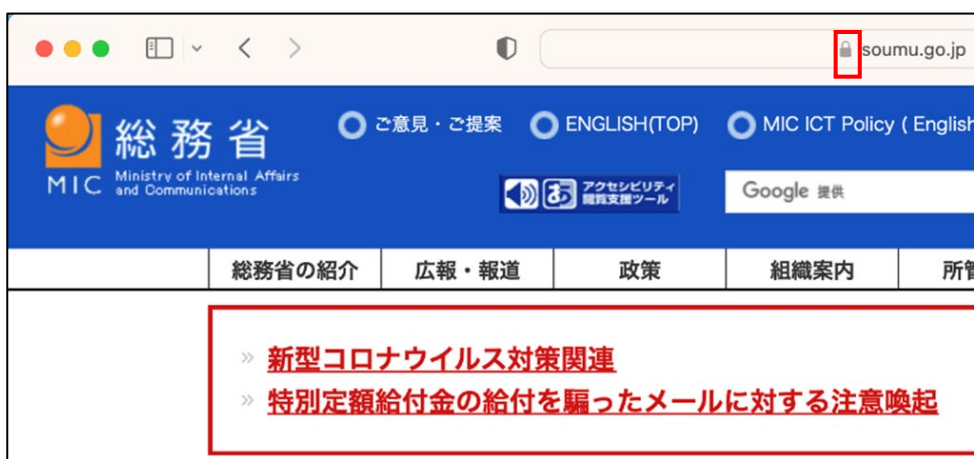 soumu.go.jp
総務省
MIC
Ministry of Internal Affairs
and Communications
ご意見・ご提案
ENGLISH(TOP)
MIC ICT Policy ( English
あ
アクセシビリティ
閲覧支援ツール
Google 提供
総務省の紹介
広報・報道
政策
組織案内
所管
» 新型コロナウイルス対策関連
» 特別定額給付金の給付を騙ったメールに対する注意喚起